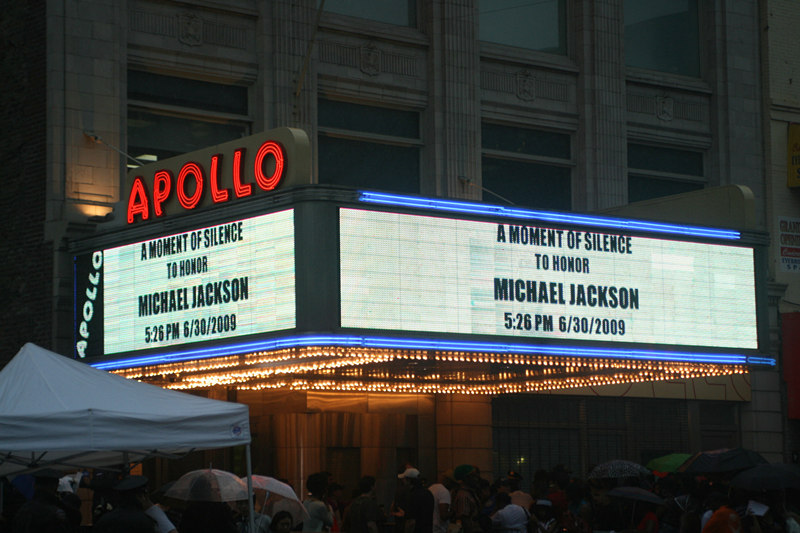 APOLLO
APOLLO
A MOMENT OF SILENCE
TO HONOR
MICHAEL JACKSON
5:25 PM 6/30/2009
A MOMENT OF SILENCE
TO HONOR
MICHAEL JACKSON
5:26 PM 6/30/2009